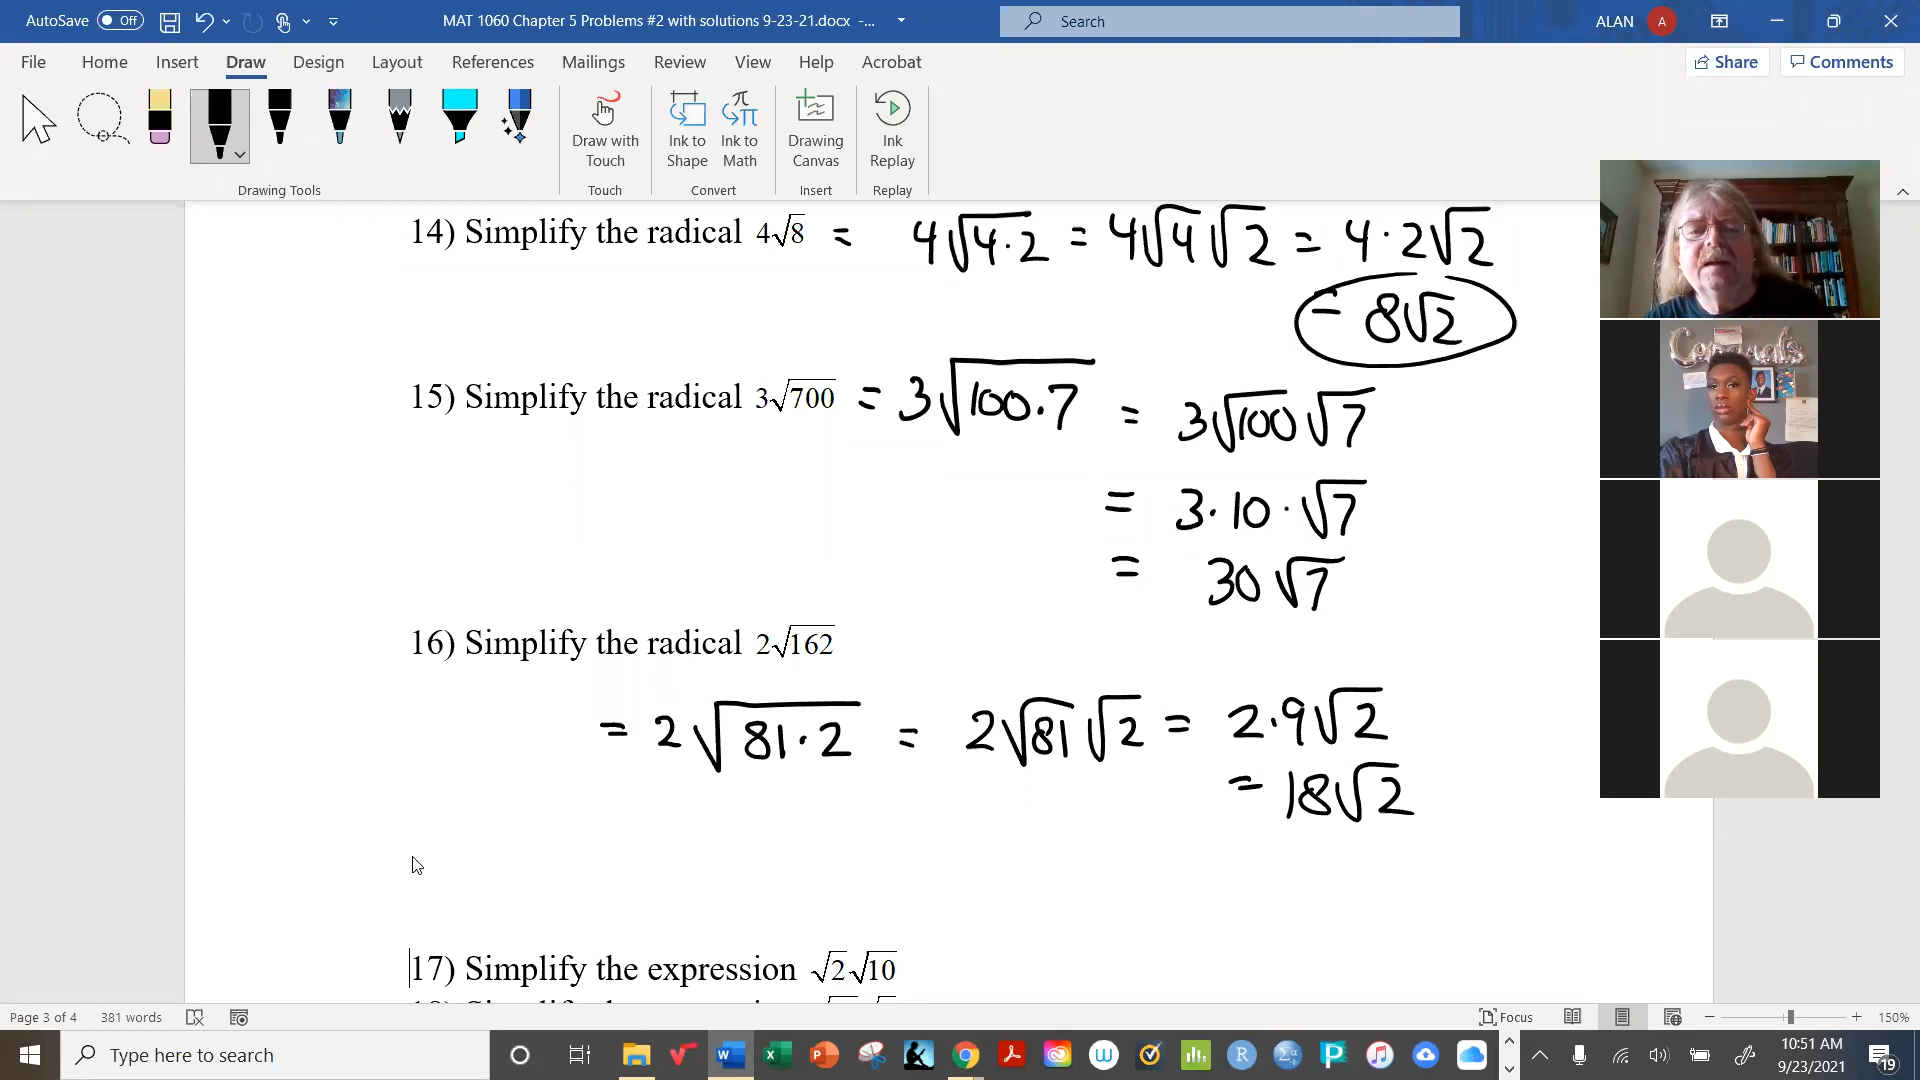 AutoSave Off MAT 1060 Chapter 5 Problems #2 with solutions 9-23-21.docx -... Search ALAN A
File Home Insert Draw Design Layout References Mailings Review View Help Acrobat Share Comments
Draw with Touch
Ink to Shape
Ink to Math
Drawing Canvas
Ink Replay
Drawing Tools Touch Convert Insert Replay
14) Simplify the radical 4√8 = 4√4·2 = 4√4 √2 = 4·2√2
= 8√2
15) Simplify the radical 3√700 = 3√100·7 = 3√100 √7
= 3·10·√7
= 30√7
16) Simplify the radical 2√162
= 2√81·2 = 2√81 √2 = 2·9√2
= 18√2
17) Simplify the expression √2√10
Page 3 of 4 381 words Focus 150%
Type here to search
10:51 AM
9/23/2021
19